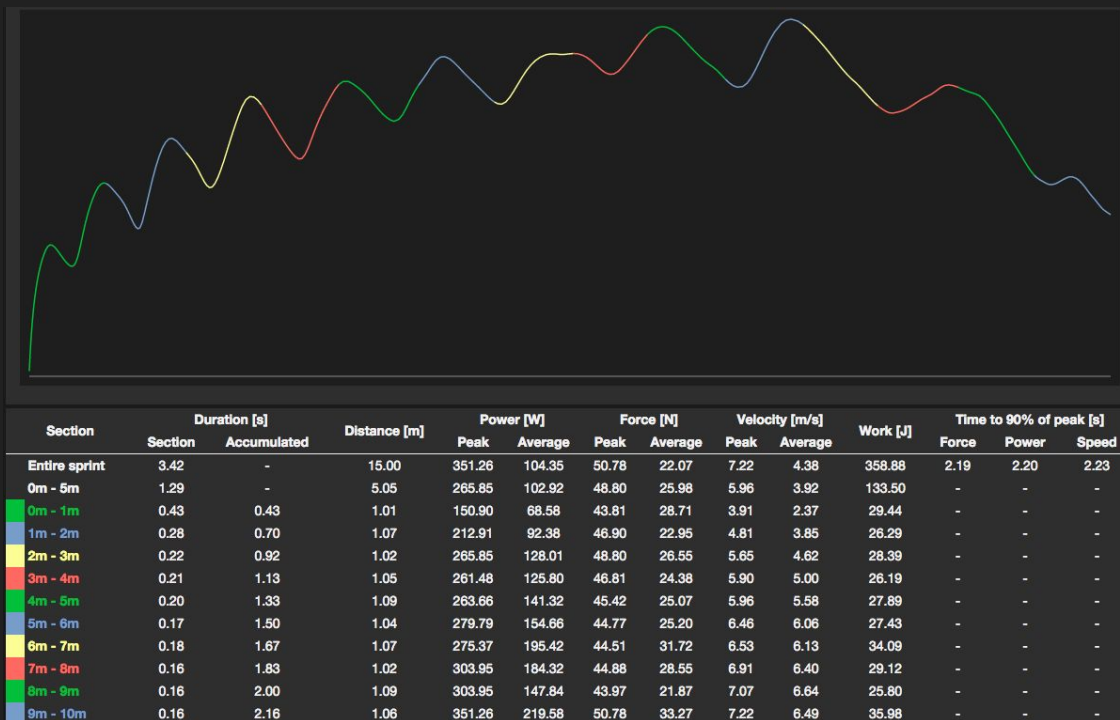 Section Duration [s] Distance [m] Power [W] Force [N] Velocity [m/s] Work [J] Time to 90% of peak [s]
Section Accumulated Peak Average Peak Average Peak Average Force Power Speed
Entire sprint 3.42 - 15.00 351.26 104.35 50.78 22.07 7.22 4.38 358.88 2.19 2.20 2.23
0m - 5m 1.29 - 5.05 265.85 102.92 48.80 25.98 5.96 3.92 133.50 - - -
0m - 1m 0.43 0.43 1.01 150.90 68.58 43.81 28.71 3.91 2.37 29.44 - - -
1m - 2m 0.28 0.70 1.07 212.91 92.38 46.90 22.95 4.81 3.85 26.29 - - -
2m - 3m 0.22 0.92 1.02 265.85 128.01 48.80 26.55 5.65 4.62 28.39 - - -
3m - 4m 0.21 1.13 1.05 261.48 125.80 46.81 24.38 5.90 5.00 26.19 - - -
4m - 5m 0.20 1.33 1.09 263.66 141.32 45.42 25.07 5.96 5.58 27.89 - - -
5m - 6m 0.17 1.50 1.04 279.79 154.66 44.77 25.20 6.46 6.06 27.43 - - -
6m - 7m 0.18 1.67 1.07 275.37 195.42 44.51 31.72 6.53 6.13 34.09 - - -
7m - 8m 0.16 1.83 1.02 303.95 184.32 44.88 28.55 6.91 6.40 29.12 - - -
8m - 9m 0.16 2.00 1.09 303.95 147.84 43.97 21.87 7.07 6.64 25.80 - - -
9m - 10m 0.16 2.16 1.06 351.26 219.58 50.78 33.27 7.22 6.49 35.98 - - -